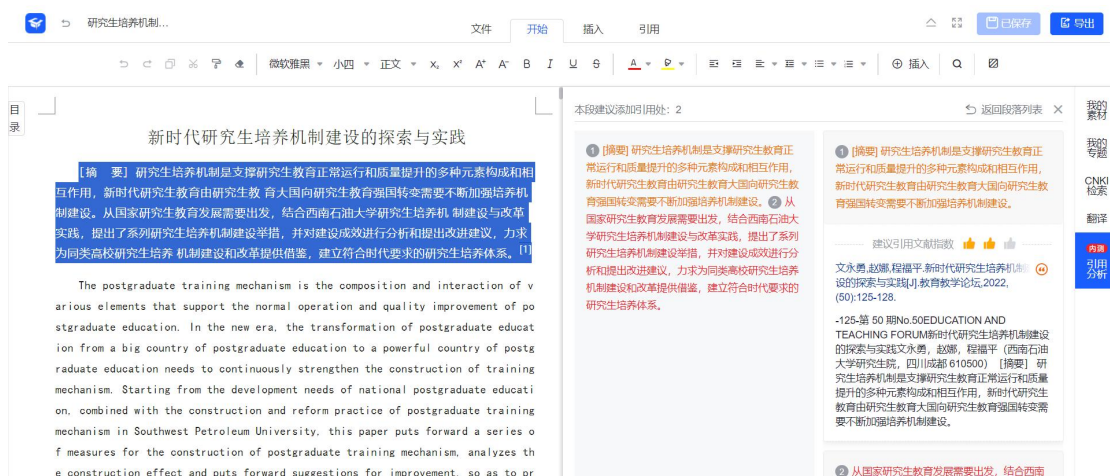 研究生培养机制...
文件 开始 插入 引用
已保存 导出
微软雅黑 小四 正文 X₂ X² A⁺ A⁻ B I U S A 插入
目录
新时代研究生培养机制建设的探索与实践
[摘 要] 研究生培养机制是支撑研究生教育正常运行和质量提升的多种元素构成和相
互作用，新时代研究生教育由研究生教 育大国向研究生教育强国转变需要不断加强培养机
制建设。从国家研究生教育发展需要出发，结合西南石油大学研究生培养机 制建设与改革
实践，提出了系列研究生培养机制建设举措，并对建设成效进行分析和提出改进建议，力求
为同类高校研究生培养 机制建设和改革提供借鉴，建立符合时代要求的研究生培养体系。[1]
The postgraduate training mechanism is the composition and interaction of v
arious elements that support the normal operation and quality improvement of po
stgraduate education. In the new era, the transformation of postgraduate educat
ion from a big country of postgraduate education to a powerful country of postg
raduate education needs to continuously strengthen the construction of training
mechanism. Starting from the development needs of national postgraduate educati
on, combined with the construction and reform practice of postgraduate training
mechanism in Southwest Petroleum University, this paper puts forward a series o
f measures for the construction of postgraduate training mechanism, analyzes th
e construction effect and puts forward suggestions for improvement, so as to pr
本段建议添加引用处：2
返回段落列表
1 [摘要] 研究生培养机制是支撑研究生教育正
常运行和质量提升的多种元素构成和相互作用，
新时代研究生教育由研究生教育大国向研究生教
育强国转变需要不断加强培养机制建设。2 从
国家研究生教育发展需要出发，结合西南石油大
学研究生培养机制建设与改革实践，提出了系列
研究生培养机制建设举措，并对建设成效进行分
析和提出改进建议，力求为同类高校研究生培养
机制建设和改革提供借鉴，建立符合时代要求的
研究生培养体系。
1 [摘要] 研究生培养机制是支撑研究生教育正
常运行和质量提升的多种元素构成和相互作用，
新时代研究生教育由研究生教育大国向研究生教
育强国转变需要不断加强培养机制建设。
建议引用文献指数
文永勇,赵娜,程福平.新时代研究生培养机制建
设的探索与实践[J].教育教学论坛,2022,
(50):125-128.
-125-第 50 期No.50EDUCATION AND
TEACHING FORUM新时代研究生培养机制建设
的探索与实践文永勇，赵娜，程福平（西南石油
大学研究生院，四川成都 610500） [摘要] 研
究生培养机制是支撑研究生教育正常运行和质量
提升的多种元素构成和相互作用，新时代研究生
教育由研究生教育大国向研究生教育强国转变需
要不断加强培养机制建设。
2 从国家研究生教育发展需要出发，结合西南
我的
素材
我的
专题
CNKI
检索
翻译
内测
引用
分析